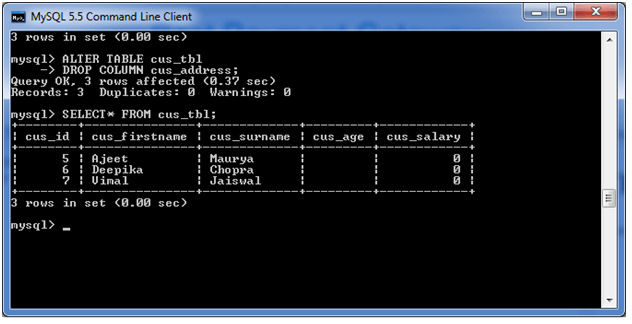 MySQL 5.5 Command Line Client
3 rows in set (0.00 sec)
mysql> ALTER TABLE cus_tbl
    -> DROP COLUMN cus_address;
Query OK, 3 rows affected (0.37 sec)
Records: 3  Duplicates: 0  Warnings: 0
mysql> SELECT* FROM cus_tbl;
+--------+---------------+-------------+---------+------------+
| cus_id | cus_firstname | cus_surname | cus_age | cus_salary |
+--------+---------------+-------------+---------+------------+
|      5 | Ajeet         | Maurya      |         |          0 |
|      6 | Deepika       | Chopra      |         |          0 |
|      7 | Vimal         | Jaiswal     |         |          0 |
+--------+---------------+-------------+---------+------------+
3 rows in set (0.00 sec)
mysql> _